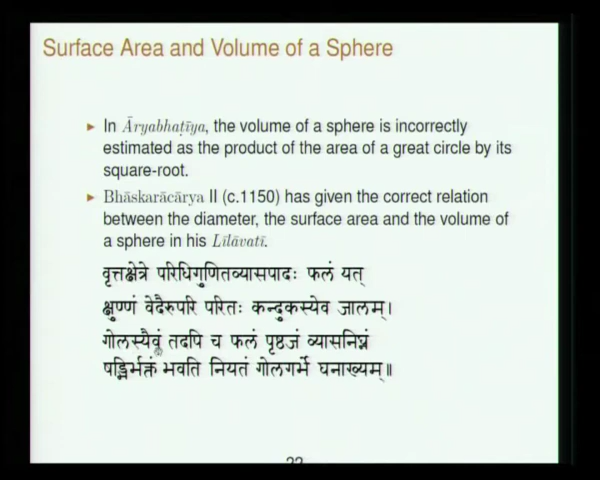 Surface Area and Volume of a Sphere
► In Āryabhaṭīya, the volume of a sphere is incorrectly
estimated as the product of the area of a great circle by its
square-root.
► Bhāskarācārya II (c.1150) has given the correct relation
between the diameter, the surface area and the volume of
a sphere in his Līlāvatī.
वृत्तक्षेत्रे परिधिगुणितव्यासपादः फलं यत्
क्षुण्णं वेदैरुपरि परितः कन्दुकस्येव जालम्।
गोलस्यैवं तदपि च फलं पृष्ठजं व्यासनिघ्नं
षड्भिर्भक्तं भवति नियतं गोलगर्भे घनाख्यम्॥